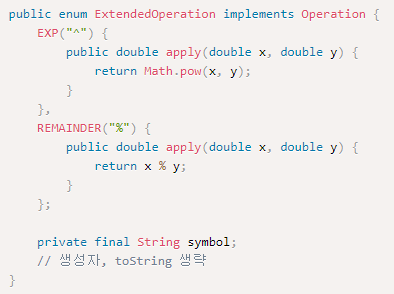 public enum ExtendedOperation implements Operation {
    EXP("^") {
        public double apply(double x, double y) {
            return Math.pow(x, y);
        }
    },
    REMAINDER("%") {
        public double apply(double x, double y) {
            return x % y;
        }
    };

    private final String symbol;
    // 생성자, toString 생략
}